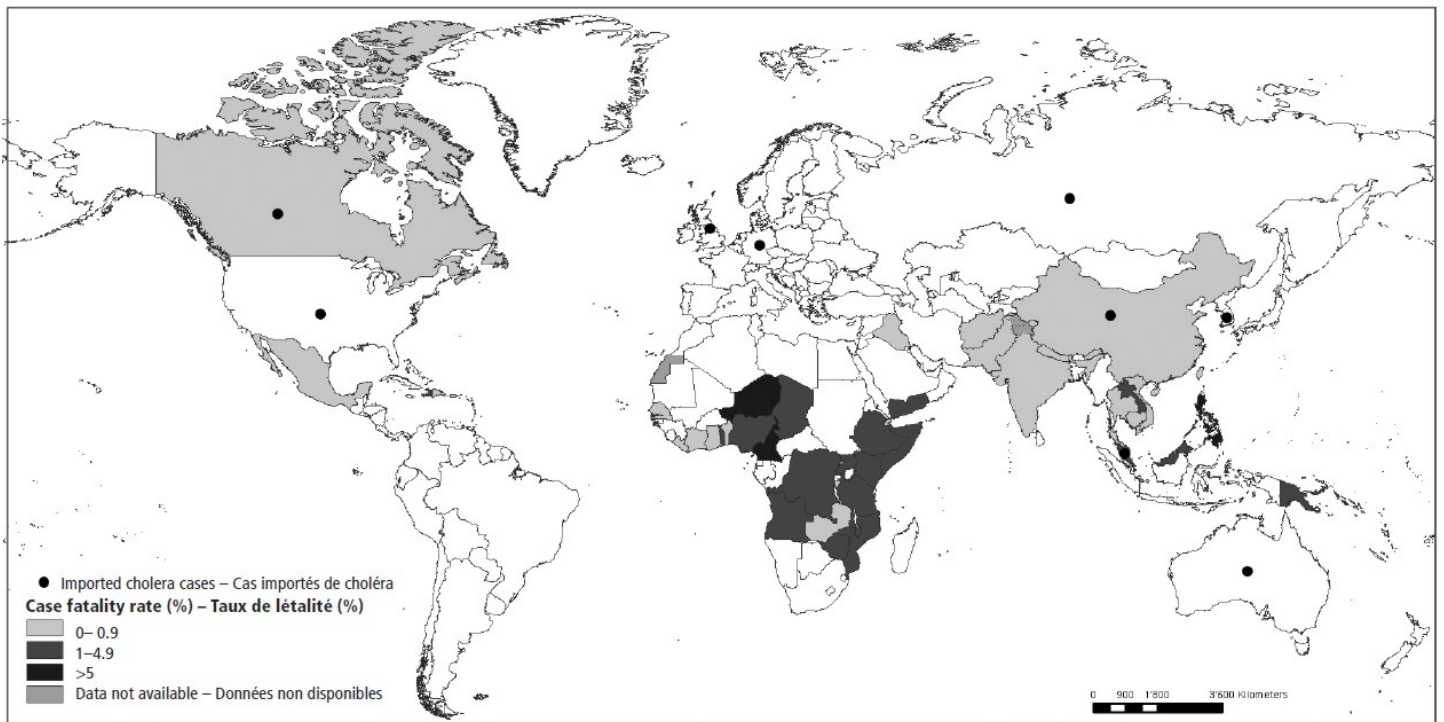 Imported cholera cases – Cas importés de choléra
Case fatality rate (%) – Taux de létalité (%)
0– 0.9
1–4.9
>5
Data not available – Données non disponibles
0 900 1'800 3'600 Kilometers